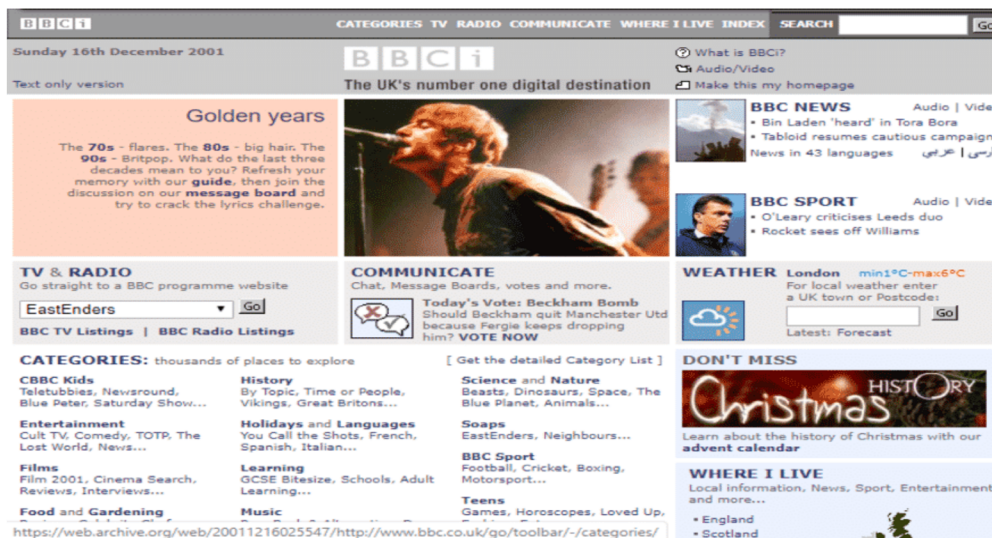 BBCi
CATEGORIES TV RADIO COMMUNICATE WHERE I LIVE INDEX SEARCH Go
Sunday 16th December 2001
Text only version
BBCi
The UK's number one digital destination
What is BBCi?
Audio/Video
Make this my homepage
Golden years
The 70s - flares. The 80s - big hair. The
90s - Britpop. What do the last three
decades mean to you? Refresh your
memory with our guide, then join the
discussion on our message board and
try to crack the lyrics challenge.
BBC NEWS Audio | Vide
Bin Laden 'heard' in Tora Bora
Tabloid resumes cautious campaign
News in 43 languages عربي |
BBC SPORT Audio | Vide
O'Leary criticises Leeds duo
Rocket sees off Williams
TV & RADIO
Go straight to a BBC programme website
EastEnders Go
BBC TV Listings | BBC Radio Listings
COMMUNICATE
Chat, Message Boards, votes and more.
Today's Vote: Beckham Bomb
Should Beckham quit Manchester Utd
because Fergie keeps dropping
him? VOTE NOW
WEATHER London min1°C-max6°C
For local weather enter
a UK town or Postcode:
Go
Latest: Forecast
CATEGORIES: thousands of places to explore [ Get the detailed Category List ]
CBBC Kids
Teletubbies, Newsround,
Blue Peter, Saturday Show...
Entertainment
Cult TV, Comedy, TOTP, The
Lost World, News...
Films
Film 2001, Cinema Search,
Reviews, Interviews...
Food and Gardening
History
By Topic, Time or People,
Vikings, Great Britons...
Holidays and Languages
You Call the Shots, French,
Spanish, Italian...
Learning
GCSE Bitesize, Schools, Adult
Learning...
Music
Science and Nature
Beasts, Dinosaurs, Space, The
Blue Planet, Animals...
Soaps
EastEnders, Neighbours...
BBC Sport
Football, Cricket, Boxing,
Motorsport...
Teens
Games, Horoscopes, Loved Up,
DON'T MISS
Christmas HISTORY
Learn about the history of Christmas with our
advent calendar
WHERE I LIVE
Local information, News, Sport, Entertainment
and more...
England
Scotland
https://web.archive.org/web/20011216025547/http://www.bbc.co.uk/go/toolbar/-/categories/